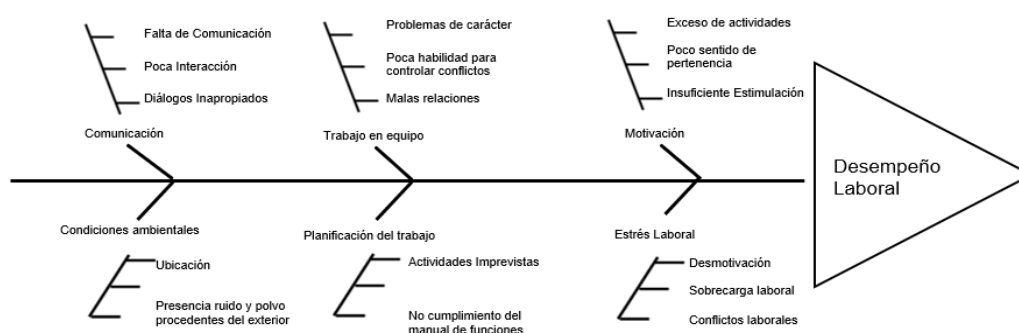 Falta de Comunicación
Poca Interacción
Diálogos Inapropiados
Comunicación
Problemas de carácter
Poca habilidad para
controlar conflictos
Malas relaciones
Trabajo en equipo
Exceso de actividades
Poco sentido de
pertenencia
Insuficiente Estimulación
Motivación
Desempeño
Laboral
Condiciones ambientales
Ubicación
Presencia ruido y polvo
procedentes del exterior
Planificación del trabajo
Actividades Imprevistas
No cumplimiento del
manual de funciones
Estrés Laboral
Desmotivación
Sobrecarga laboral
Conflictos laborales